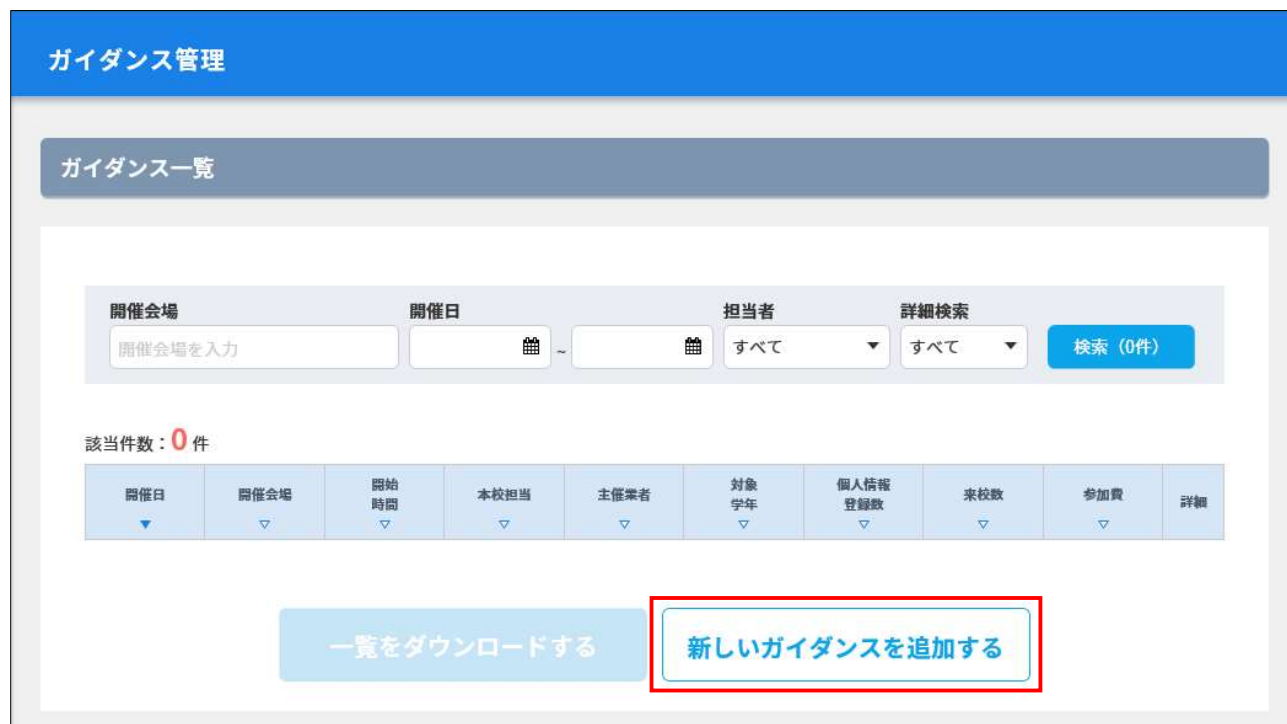 ガイダンス管理
ガイダンス一覧
開催会場 開催日 担当者 詳細検索
開催会場を入力 ~ すべて ▼ すべて ▼ 検索（0件）
該当件数：0 件
開催日 開催会場 開始時間 本校担当 主催業者 対象学年 個人情報登録数 来校数 参加費 詳細
▼ ▽ ▽ ▽ ▽ ▽ ▽ ▽ ▽
一覧をダウンロードする 新しいガイダンスを追加する